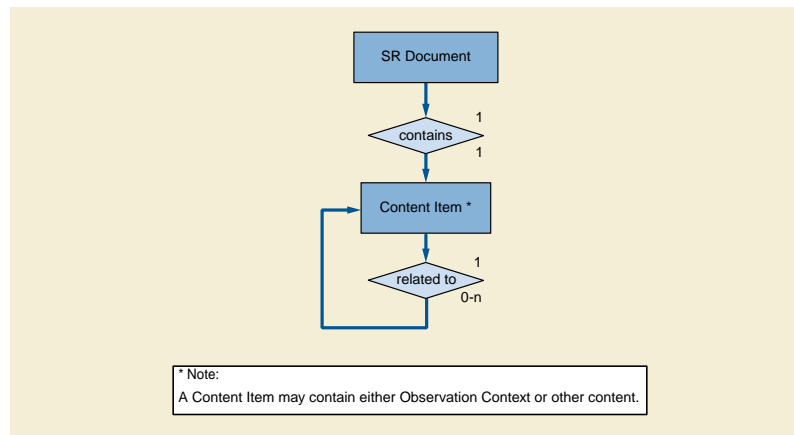 SR Document
1
contains
1
Content Item *
1
related to
0-n
* Note:
A Content Item may contain either Observation Context or other content.